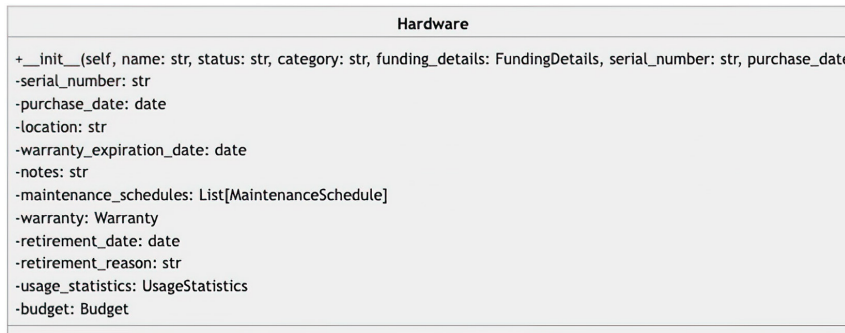 Hardware
+__init__(self, name: str, status: str, category: str, funding_details: FundingDetails, serial_number: str, purchase_date
-serial_number: str
-purchase_date: date
-location: str
-warranty_expiration_date: date
-notes: str
-maintenance_schedules: List[MaintenanceSchedule]
-warranty: Warranty
-retirement_date: date
-retirement_reason: str
-usage_statistics: UsageStatistics
-budget: Budget